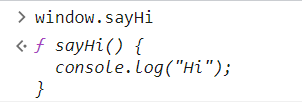 > window.sayHi
<· ƒ sayHi() {
console.log("Hi");
}